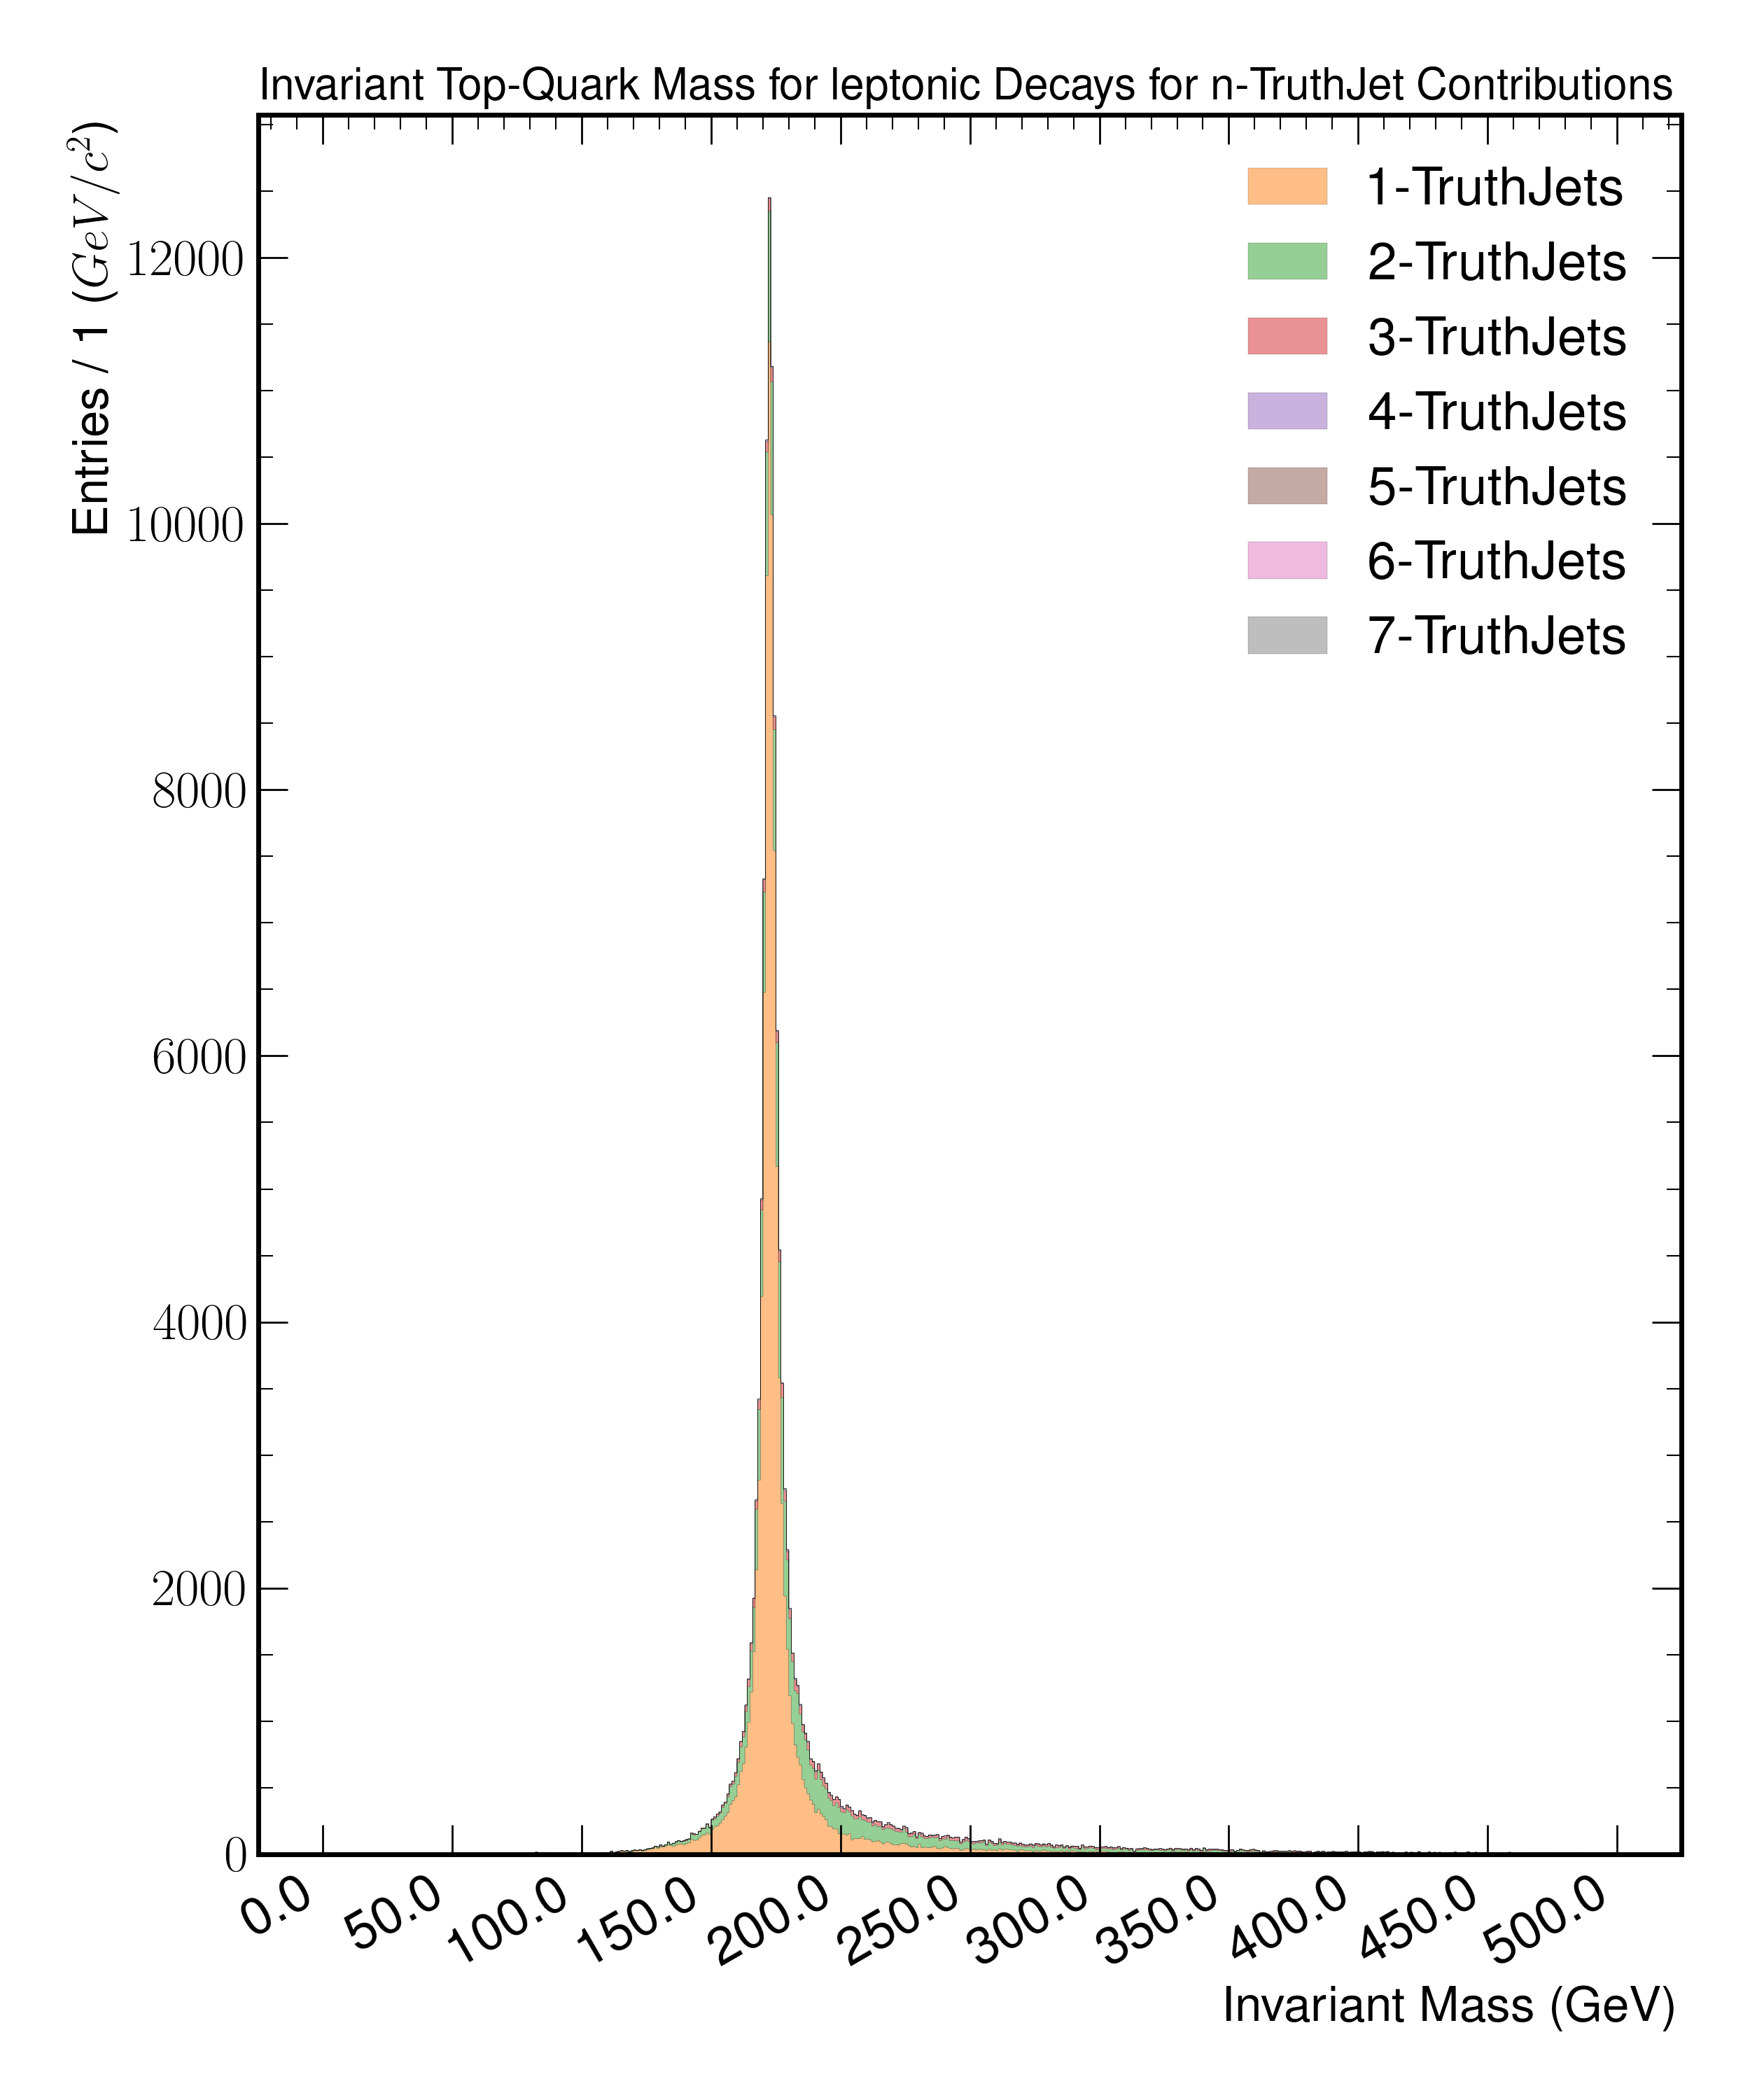 Invariant Top-Quark Mass for leptonic Decays for n-TruthJet Contributions
Entries / 1 (GeV/c²)
12000
10000
8000
6000
4000
2000
0
1-TruthJets
2-TruthJets
3-TruthJets
4-TruthJets
5-TruthJets
6-TruthJets
7-TruthJets
0.0 50.0 100.0 150.0 200.0 250.0 300.0 350.0 400.0 450.0 500.0
Invariant Mass (GeV)